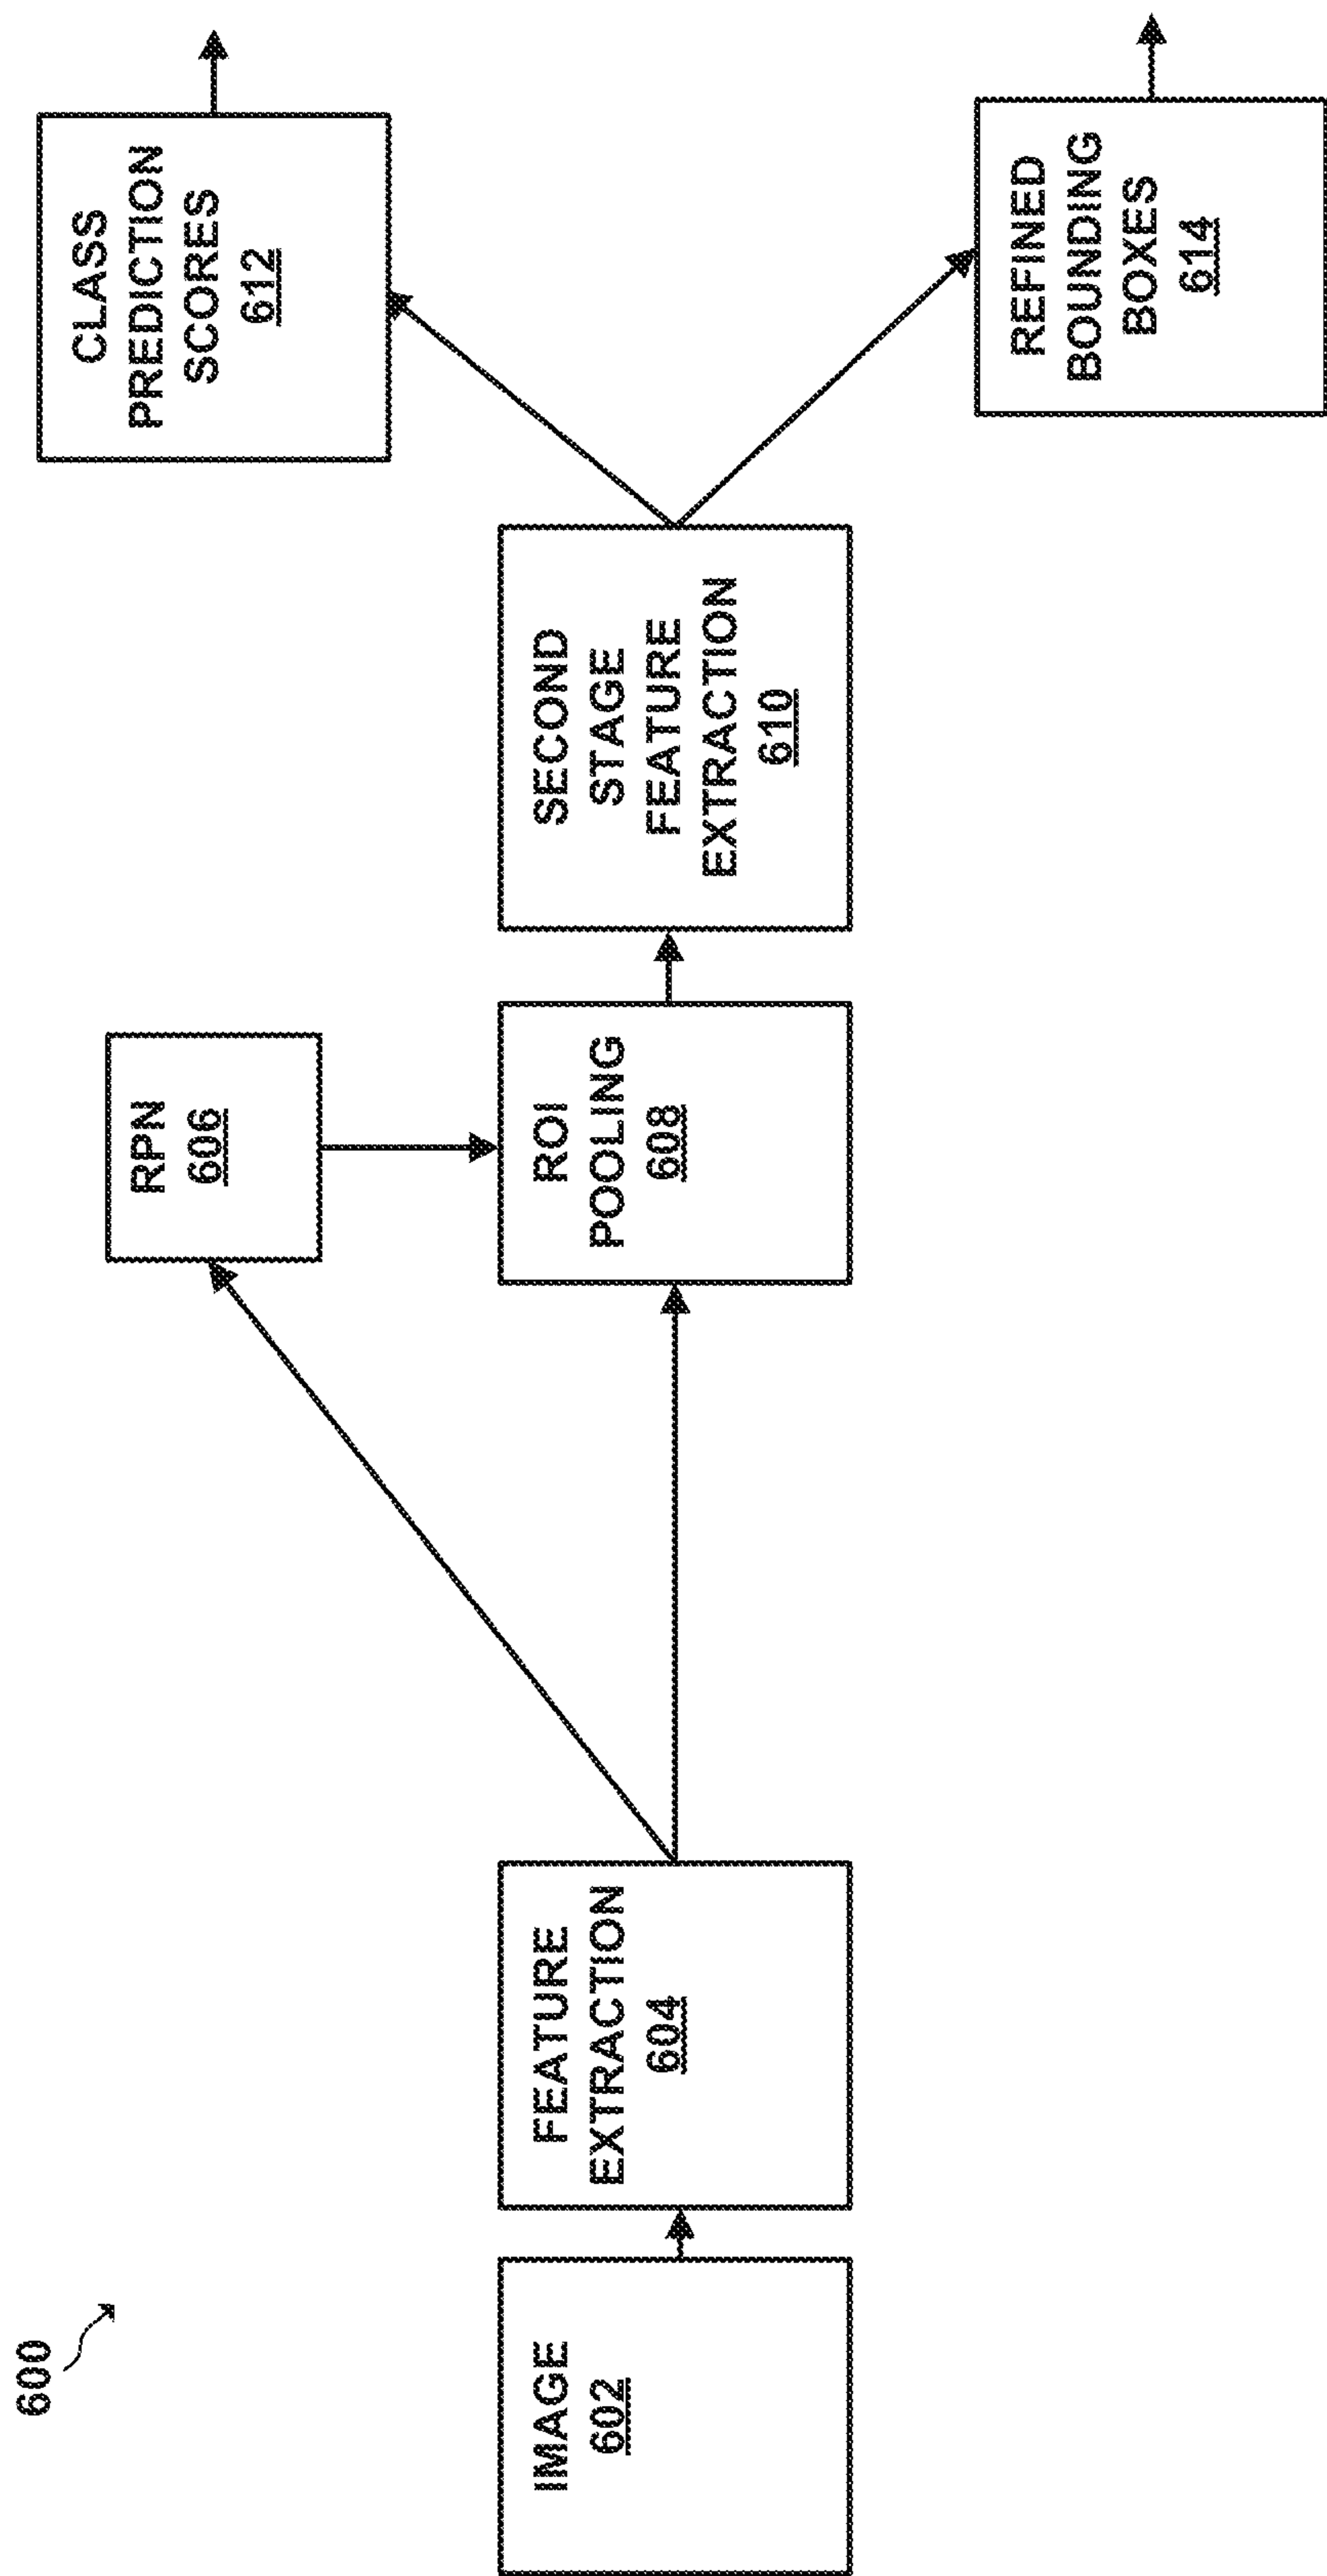 600
IMAGE
602
FEATURE
EXTRACTION
604
RPN
606
ROI
POOLING
608
SECOND
STAGE
FEATURE
EXTRACTION
610
CLASS
PREDICTION
SCORES
612
REFINED
BOUNDING
BOXES
614